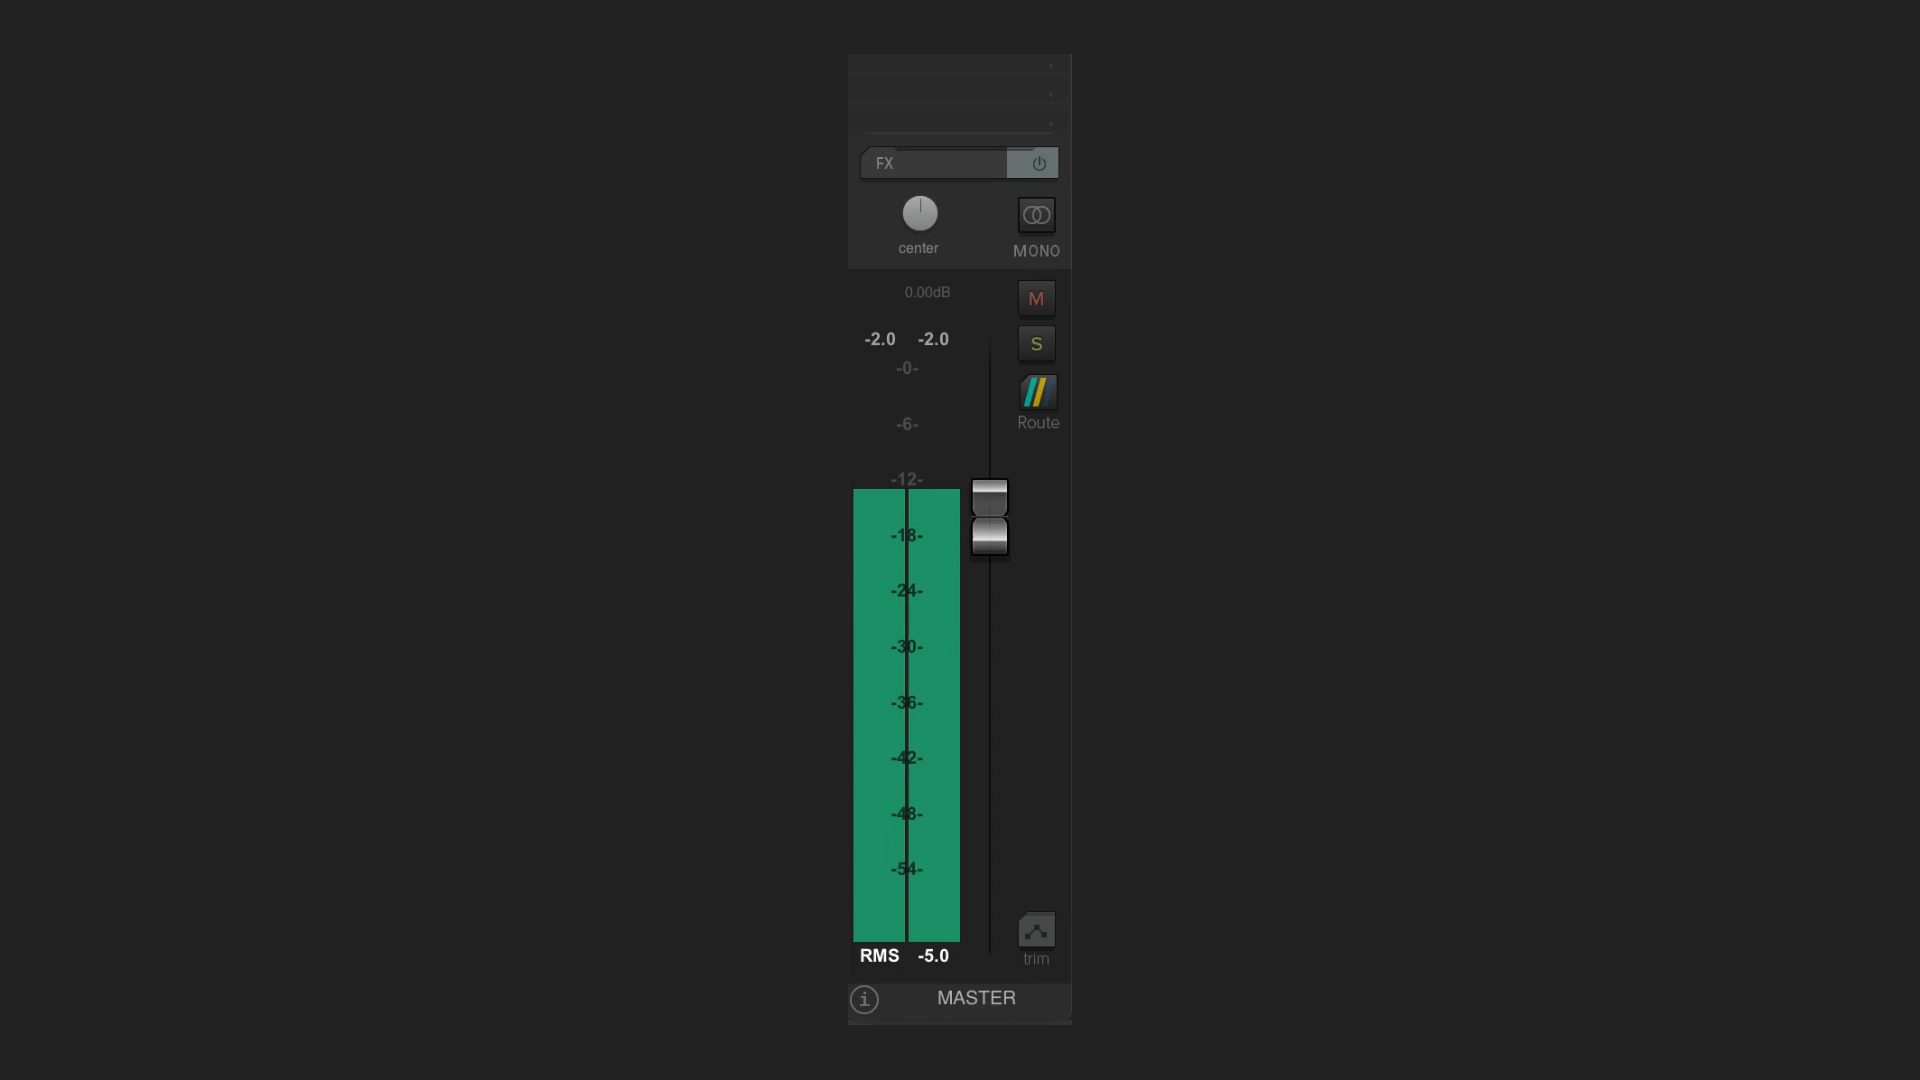 FX
center
MONO
0.00dB
M
-2.0 -2.0
S
-0-
-6-
Route
-12-
-18-
-24-
-30-
-36-
-42-
-48-
-54-
RMS -5.0
trim
i MASTER